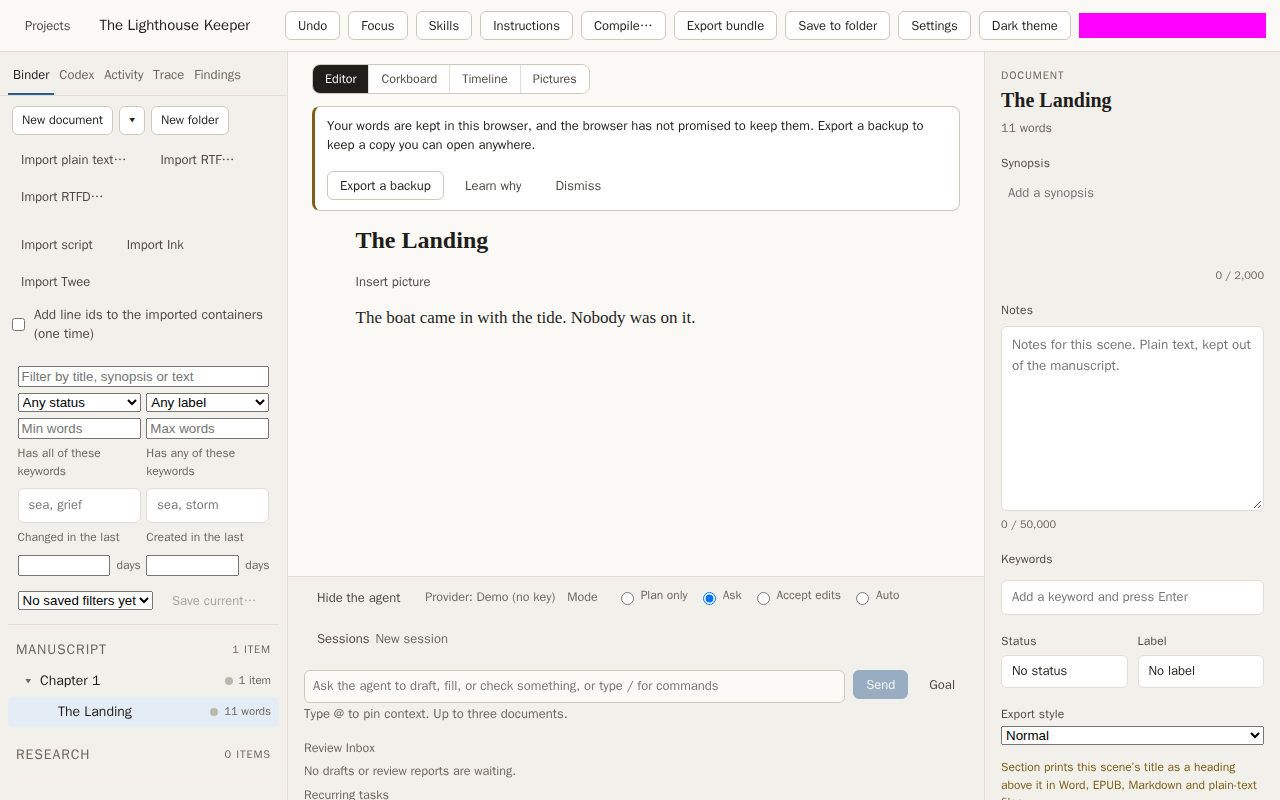 Projects
The Lighthouse Keeper
Undo
Focus
Skills
Instructions
Compile⋯
Export bundle
Save to folder
Settings
Dark theme
Binder
Codex
Activity
Trace
Findings
New document
New folder
Import plain text⋯
Import RTF⋯
Import RTFD⋯
Import script
Import Ink
Import Twee
Add line ids to the imported containers
(one time)
Filter by title, synopsis or text
Any status
Any label
Min words
Max words
Has all of these
keywords
Has any of these
keywords
sea, grief
sea, storm
Changed in the last
Created in the last
days
days
No saved filters yet
Save current⋯
MANUSCRIPT
1 ITEM
Chapter 1
1 item
The Landing
11 words
RESEARCH
0 ITEMS
Editor
Corkboard
Timeline
Pictures
Your words are kept in this browser, and the browser has not promised to keep them. Export a backup to
keep a copy you can open anywhere.
Export a backup
Learn why
Dismiss
The Landing
Insert picture
The boat came in with the tide. Nobody was on it.
Hide the agent
Provider: Demo (no key)
Mode
Plan only
Ask
Accept edits
Auto
Sessions
New session
Ask the agent to draft, fill, or check something, or type / for commands
Send
Goal
Type @ to pin context. Up to three documents.
Review Inbox
No drafts or review reports are waiting.
Recurring tasks
DOCUMENT
The Landing
11 words
Synopsis
Add a synopsis
0 / 2,000
Notes
Notes for this scene. Plain text, kept out
of the manuscript.
0 / 50,000
Keywords
Add a keyword and press Enter
Status
Label
No status
No label
Export style
Normal
Section prints this scene's title as a heading
above it in Word, EPUB, Markdown and plain-text